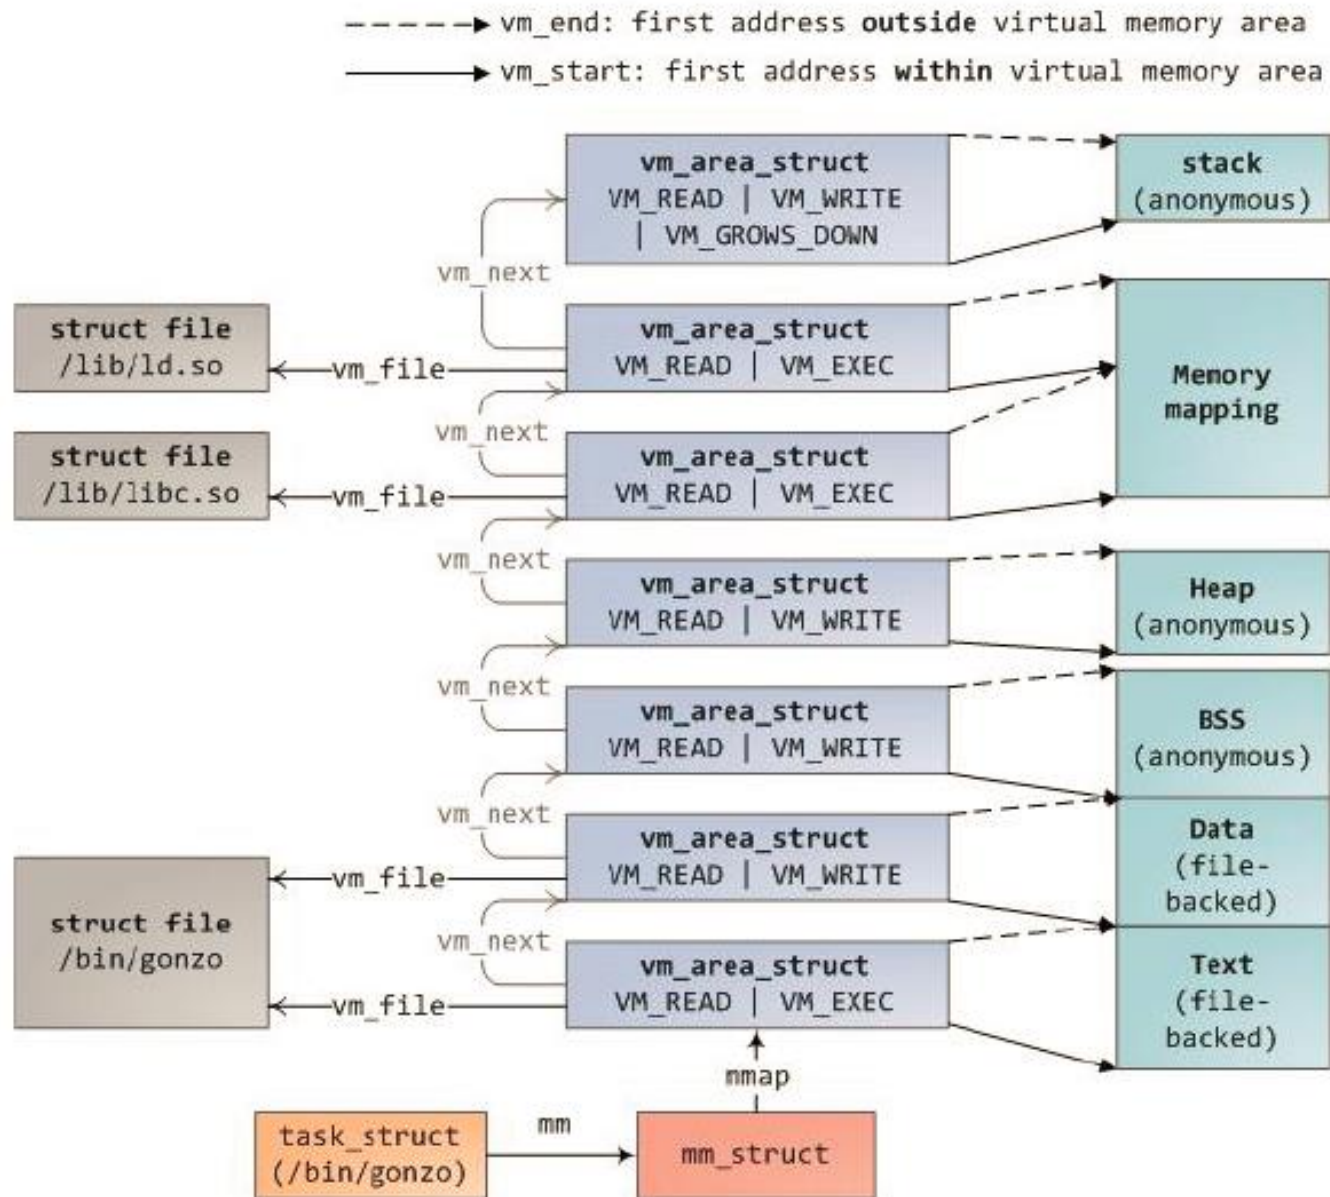 vm_end: first address outside virtual memory area
vm_start: first address within virtual memory area
vm_area_struct
VM_READ | VM_WRITE
| VM_GROWS_DOWN
stack
(anonymous)
vm_next
struct file
/lib/ld.so
vm_file
vm_area_struct
VM_READ | VM_EXEC
Memory
mapping
vm_next
struct file
/lib/libc.so
vm_file
vm_area_struct
VM_READ | VM_EXEC
vm_next
vm_area_struct
VM_READ | VM_WRITE
Heap
(anonymous)
vm_next
vm_area_struct
VM_READ | VM_WRITE
BSS
(anonymous)
vm_next
vm_area_struct
VM_READ | VM_WRITE
Data
(file-
backed)
vm_file
struct file
/bin/gonzo
vm_next
vm_area_struct
VM_READ | VM_EXEC
Text
(file-
backed)
vm_file
mmap
task_struct
(/bin/gonzo)
mm
mm_struct